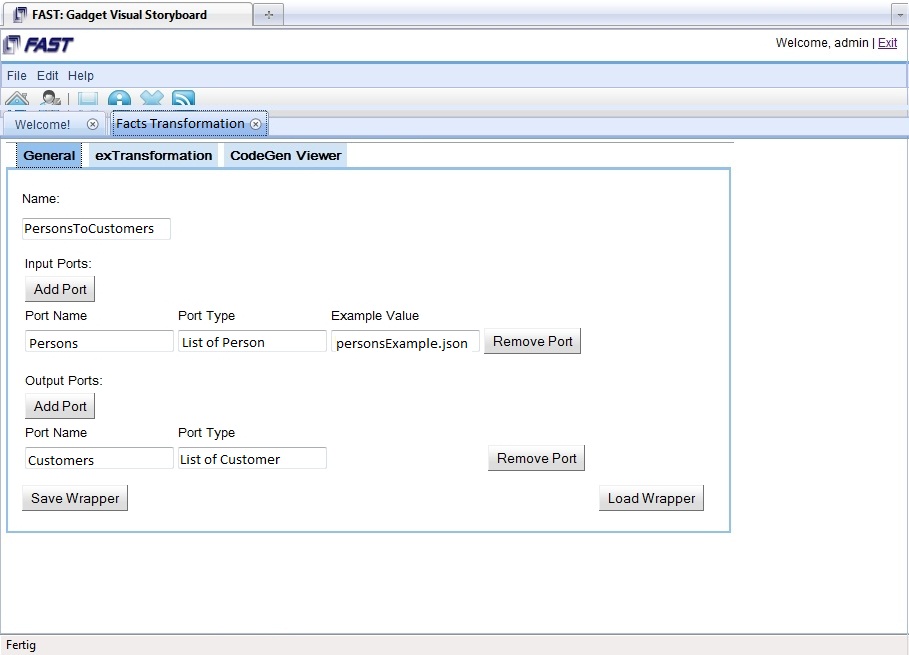 FAST: Gadget Visual Storyboard
FAST
Welcome, admin | Exit
File Edit Help
Welcome! Facts Transformation
General exTransformation CodeGen Viewer
Name:
PersonsToCustomers
Input Ports:
Add Port
Port Name Port Type Example Value
Persons List of Person personsExample.json Remove Port
Output Ports:
Add Port
Port Name Port Type
Customers List of Customer Remove Port
Save Wrapper Load Wrapper
Fertig